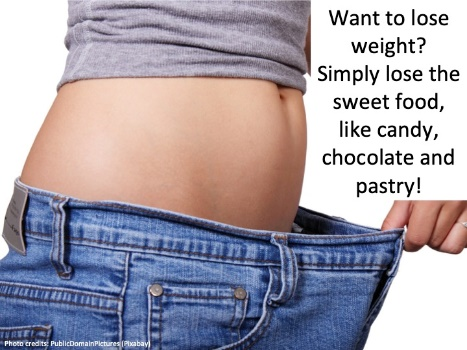 Want to lose
weight?
Simply lose the
sweet food,
like candy,
chocolate and
pastry!
Photo credits: PublicDomainPictures (Pixabay)